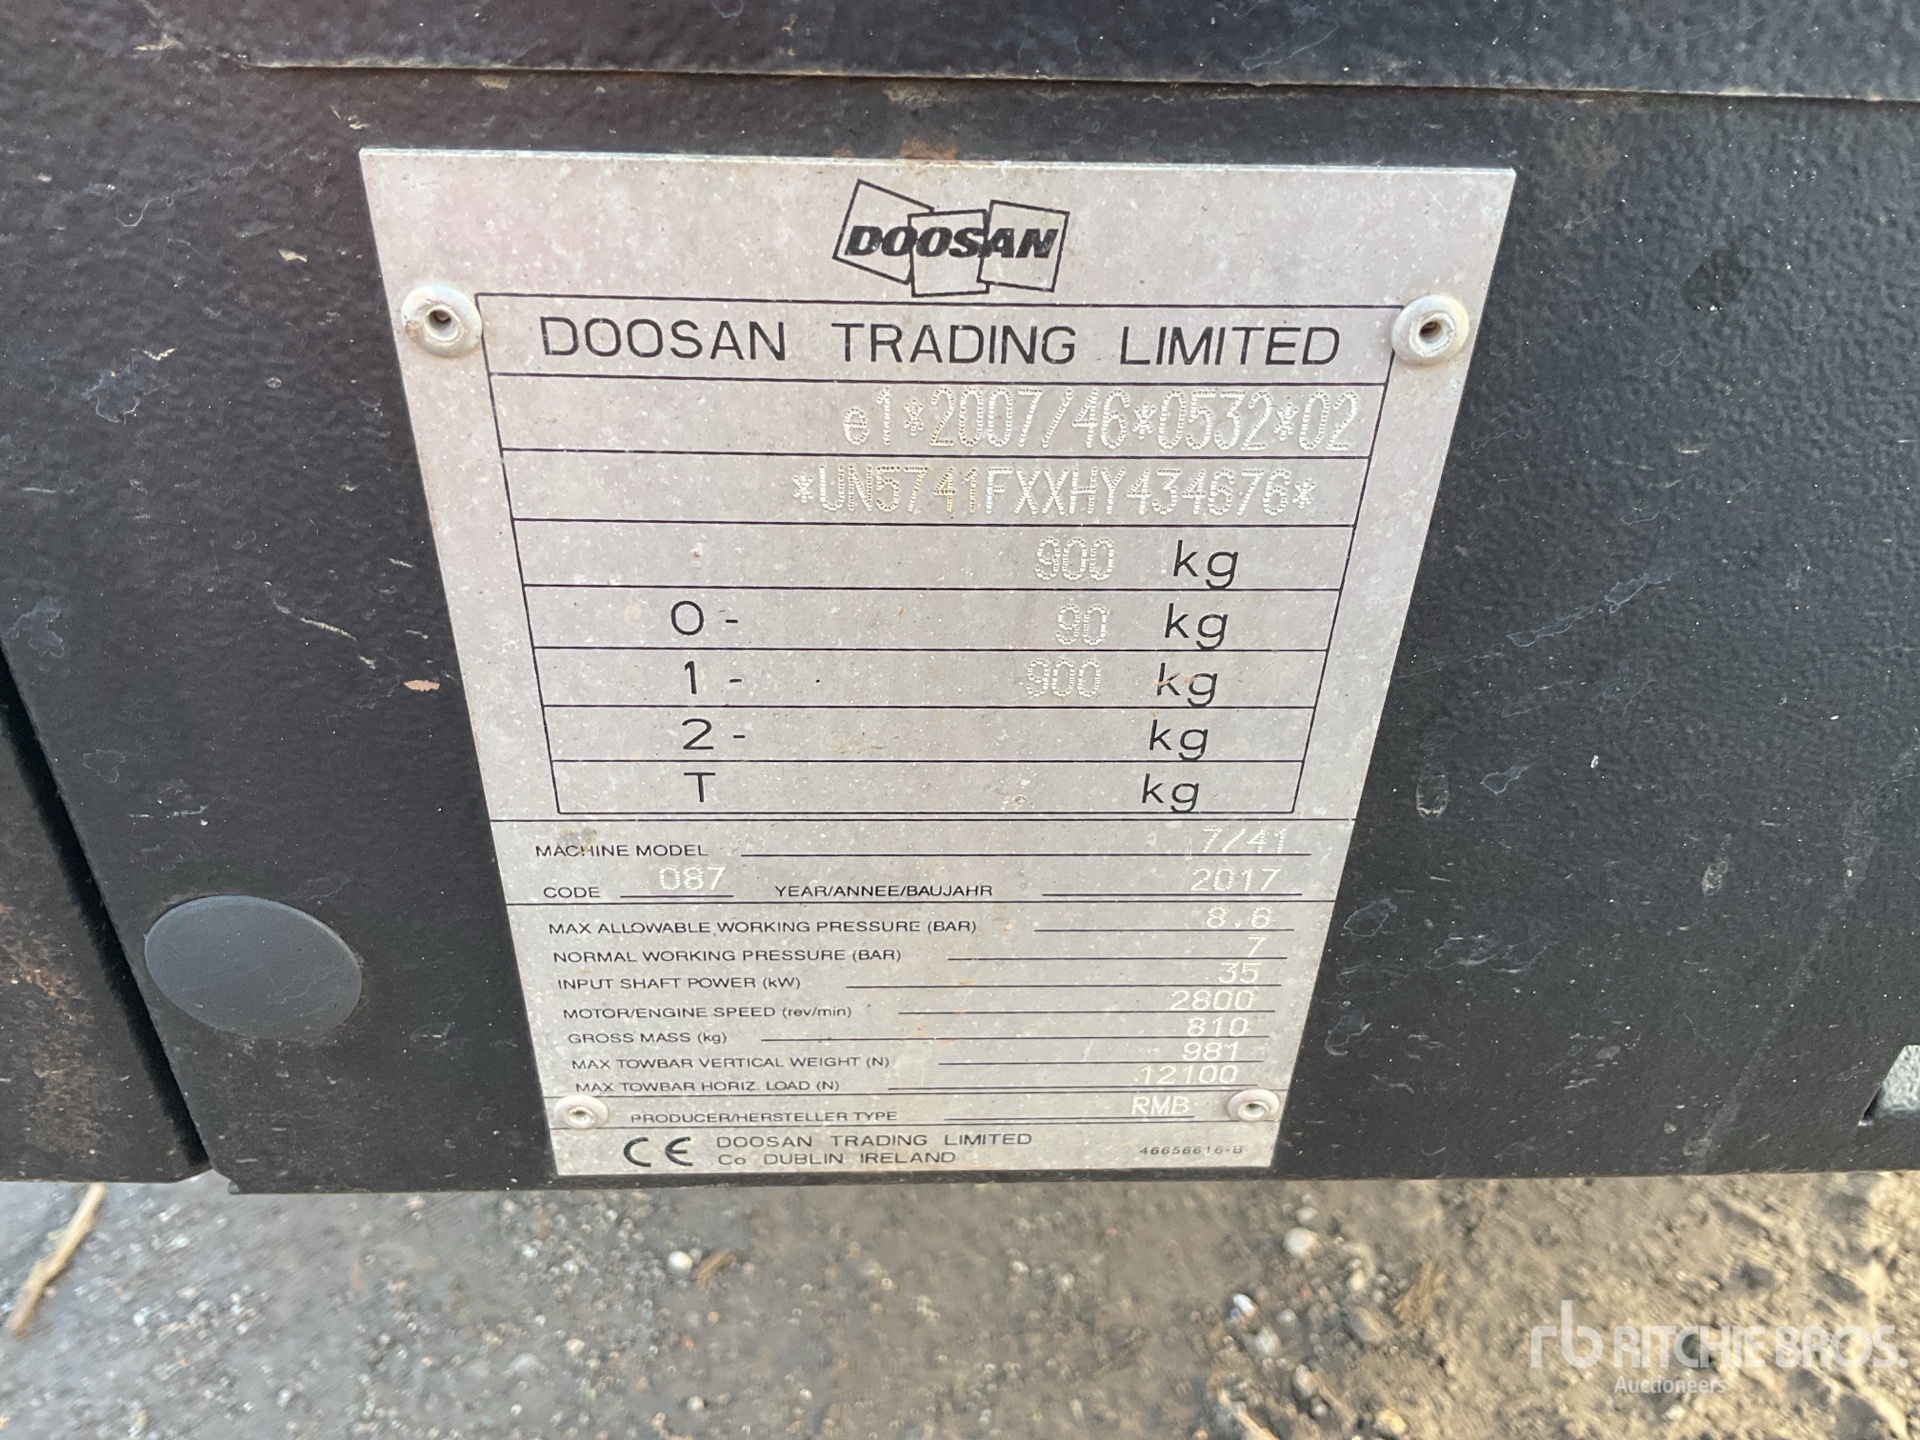 DOOSAN
DOOSAN TRADING LIMITED
e1*2007/46*0532*02
*UN5741FXXHY434676*
900 kg
0 - 80 kg
1 - 900 kg
2 - kg
T kg
MACHINE MODEL 7/41
CODE 087 YEAR/ANNEE/BAUJAHR 2017
MAX ALLOWABLE WORKING PRESSURE (BAR) 8.6
NORMAL WORKING PRESSURE (BAR) 7
INPUT SHAFT POWER (kW) 35
MOTOR/ENGINE SPEED (rev/min) 2800
GROSS MASS (kg) 810
MAX TOWBAR VERTICAL WEIGHT (N) 981
MAX TOWBAR HORIZ. LOAD (N) 12100
PRODUCER/HERSTELLER TYPE RMB
CE DOOSAN TRADING LIMITED
Co DUBLIN IRELAND 46656616-B
rb RITCHIE BROS.
Auctioneers